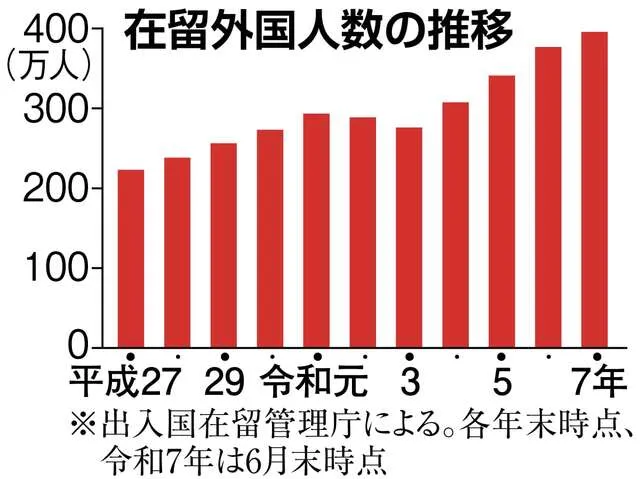 在留外国人数の推移
400
(万人)
300
200
100
0
平成27 29 令和元 3 5 7年
※出入国在留管理庁による。各年末時点、
令和7年は6月末時点